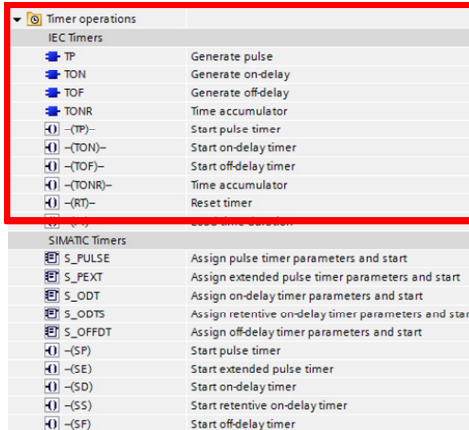 Timer operations
IEC Timers
TP Generate pulse
TON Generate on-delay
TOF Generate off-delay
TONR Time accumulator
–(TP)– Start pulse timer
–(TON)– Start on-delay timer
–(TOF)– Start off-delay timer
–(TONR)– Time accumulator
–(RT)– Reset timer
SIMATIC Timers
S_PULSE Assign pulse timer parameters and start
S_PEXT Assign extended pulse timer parameters and start
S_ODT Assign on-delay timer parameters and start
S_ODTS Assign retentive on-delay timer parameters and star
S_OFFDT Assign off-delay timer parameters and start
–(SP) Start pulse timer
–(SE) Start extended pulse timer
–(SD) Start on-delay timer
–(SS) Start retentive on-delay timer
–(SF) Start off-delay timer